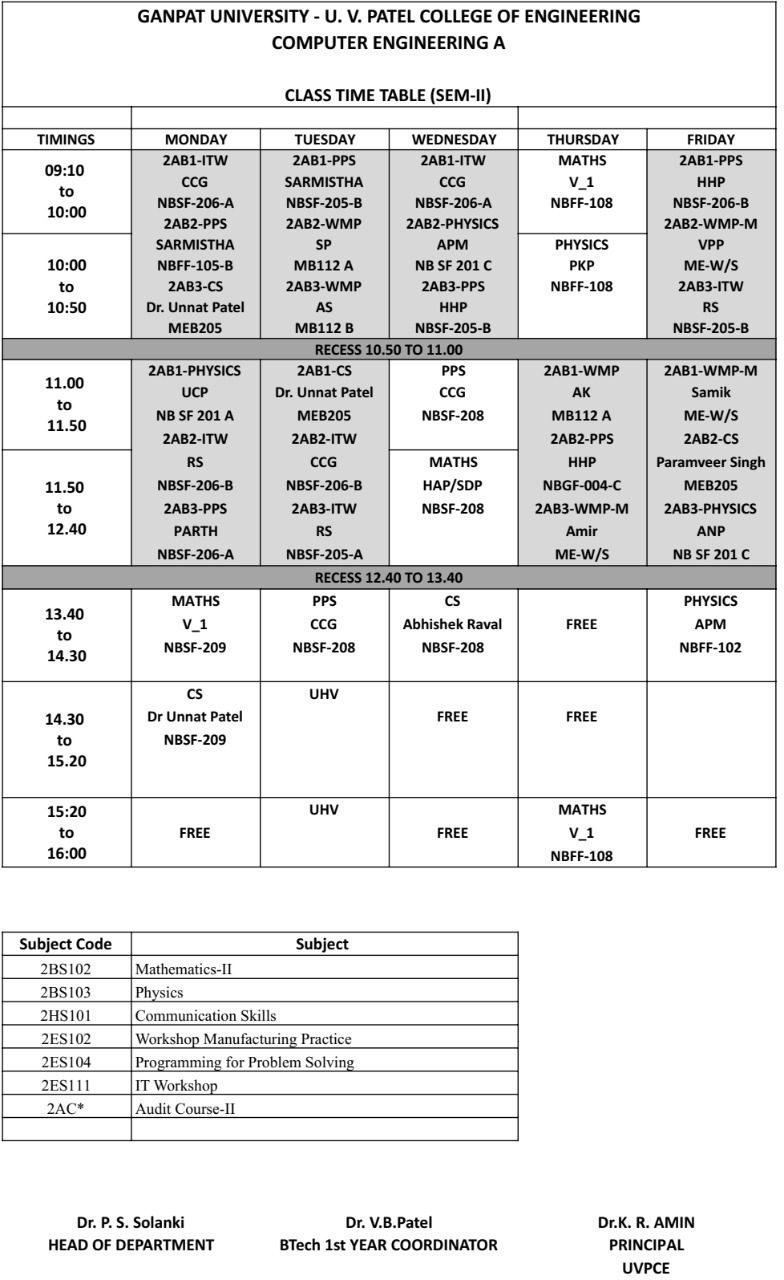 GANPAT UNIVERSITY - U. V. PATEL COLLEGE OF ENGINEERING
COMPUTER ENGINEERING A
CLASS TIME TABLE (SEM-II)
TIMINGS MONDAY TUESDAY WEDNESDAY THURSDAY FRIDAY
09:10 to 10:00
10:00 to 10:50
2AB1-ITW
CCG
NBSF-206-A
2AB2-PPS
SARMISTHA
NBFF-105-B
2AB3-CS
Dr. Unnat Patel
MEB205
2AB1-PPS
SARMISTHA
NBSF-205-B
2AB2-WMP
SP
MB112 A
2AB3-WMP
AS
MB112 B
2AB1-ITW
CCG
NBSF-206-A
2AB2-PHYSICS
APM
NB SF 201 C
2AB3-PPS
HHP
NBSF-205-B
MATHS
V_1
NBFF-108
PHYSICS
PKP
NBFF-108
2AB1-PPS
HHP
NBSF-206-B
2AB2-WMP-M
VPP
ME-W/S
2AB3-ITW
RS
NBSF-205-B
RECESS 10.50 TO 11.00
11.00 to 11.50
11.50 to 12.40
2AB1-PHYSICS
UCP
NB SF 201 A
2AB2-ITW
RS
NBSF-206-B
2AB3-PPS
PARTH
NBSF-206-A
2AB1-CS
Dr. Unnat Patel
MEB205
2AB2-ITW
CCG
NBSF-206-B
2AB3-ITW
RS
NBSF-205-A
PPS
CCG
NBSF-208
MATHS
HAP/SDP
NBSF-208
2AB1-WMP
AK
MB112 A
2AB2-PPS
HHP
NBGF-004-C
2AB3-WMP-M
Amir
ME-W/S
2AB1-WMP-M
Samik
ME-W/S
2AB2-CS
Paramveer Singh
MEB205
2AB3-PHYSICS
ANP
NB SF 201 C
RECESS 12.40 TO 13.40
13.40 to 14.30
MATHS
V_1
NBSF-209
PPS
CCG
NBSF-208
CS
Abhishek Raval
NBSF-208
FREE
PHYSICS
APM
NBFF-102
14.30 to 15.20
CS
Dr Unnat Patel
NBSF-209
UHV
FREE
FREE
15:20 to 16:00
FREE
UHV
FREE
MATHS
V_1
NBFF-108
FREE
Subject Code Subject
2BS102 Mathematics-II
2BS103 Physics
2HS101 Communication Skills
2ES102 Workshop Manufacturing Practice
2ES104 Programming for Problem Solving
2ES111 IT Workshop
2AC* Audit Course-II
Dr. P. S. Solanki
HEAD OF DEPARTMENT
Dr. V.B.Patel
BTech 1st YEAR COORDINATOR
Dr.K. R. AMIN
PRINCIPAL
UVPCE